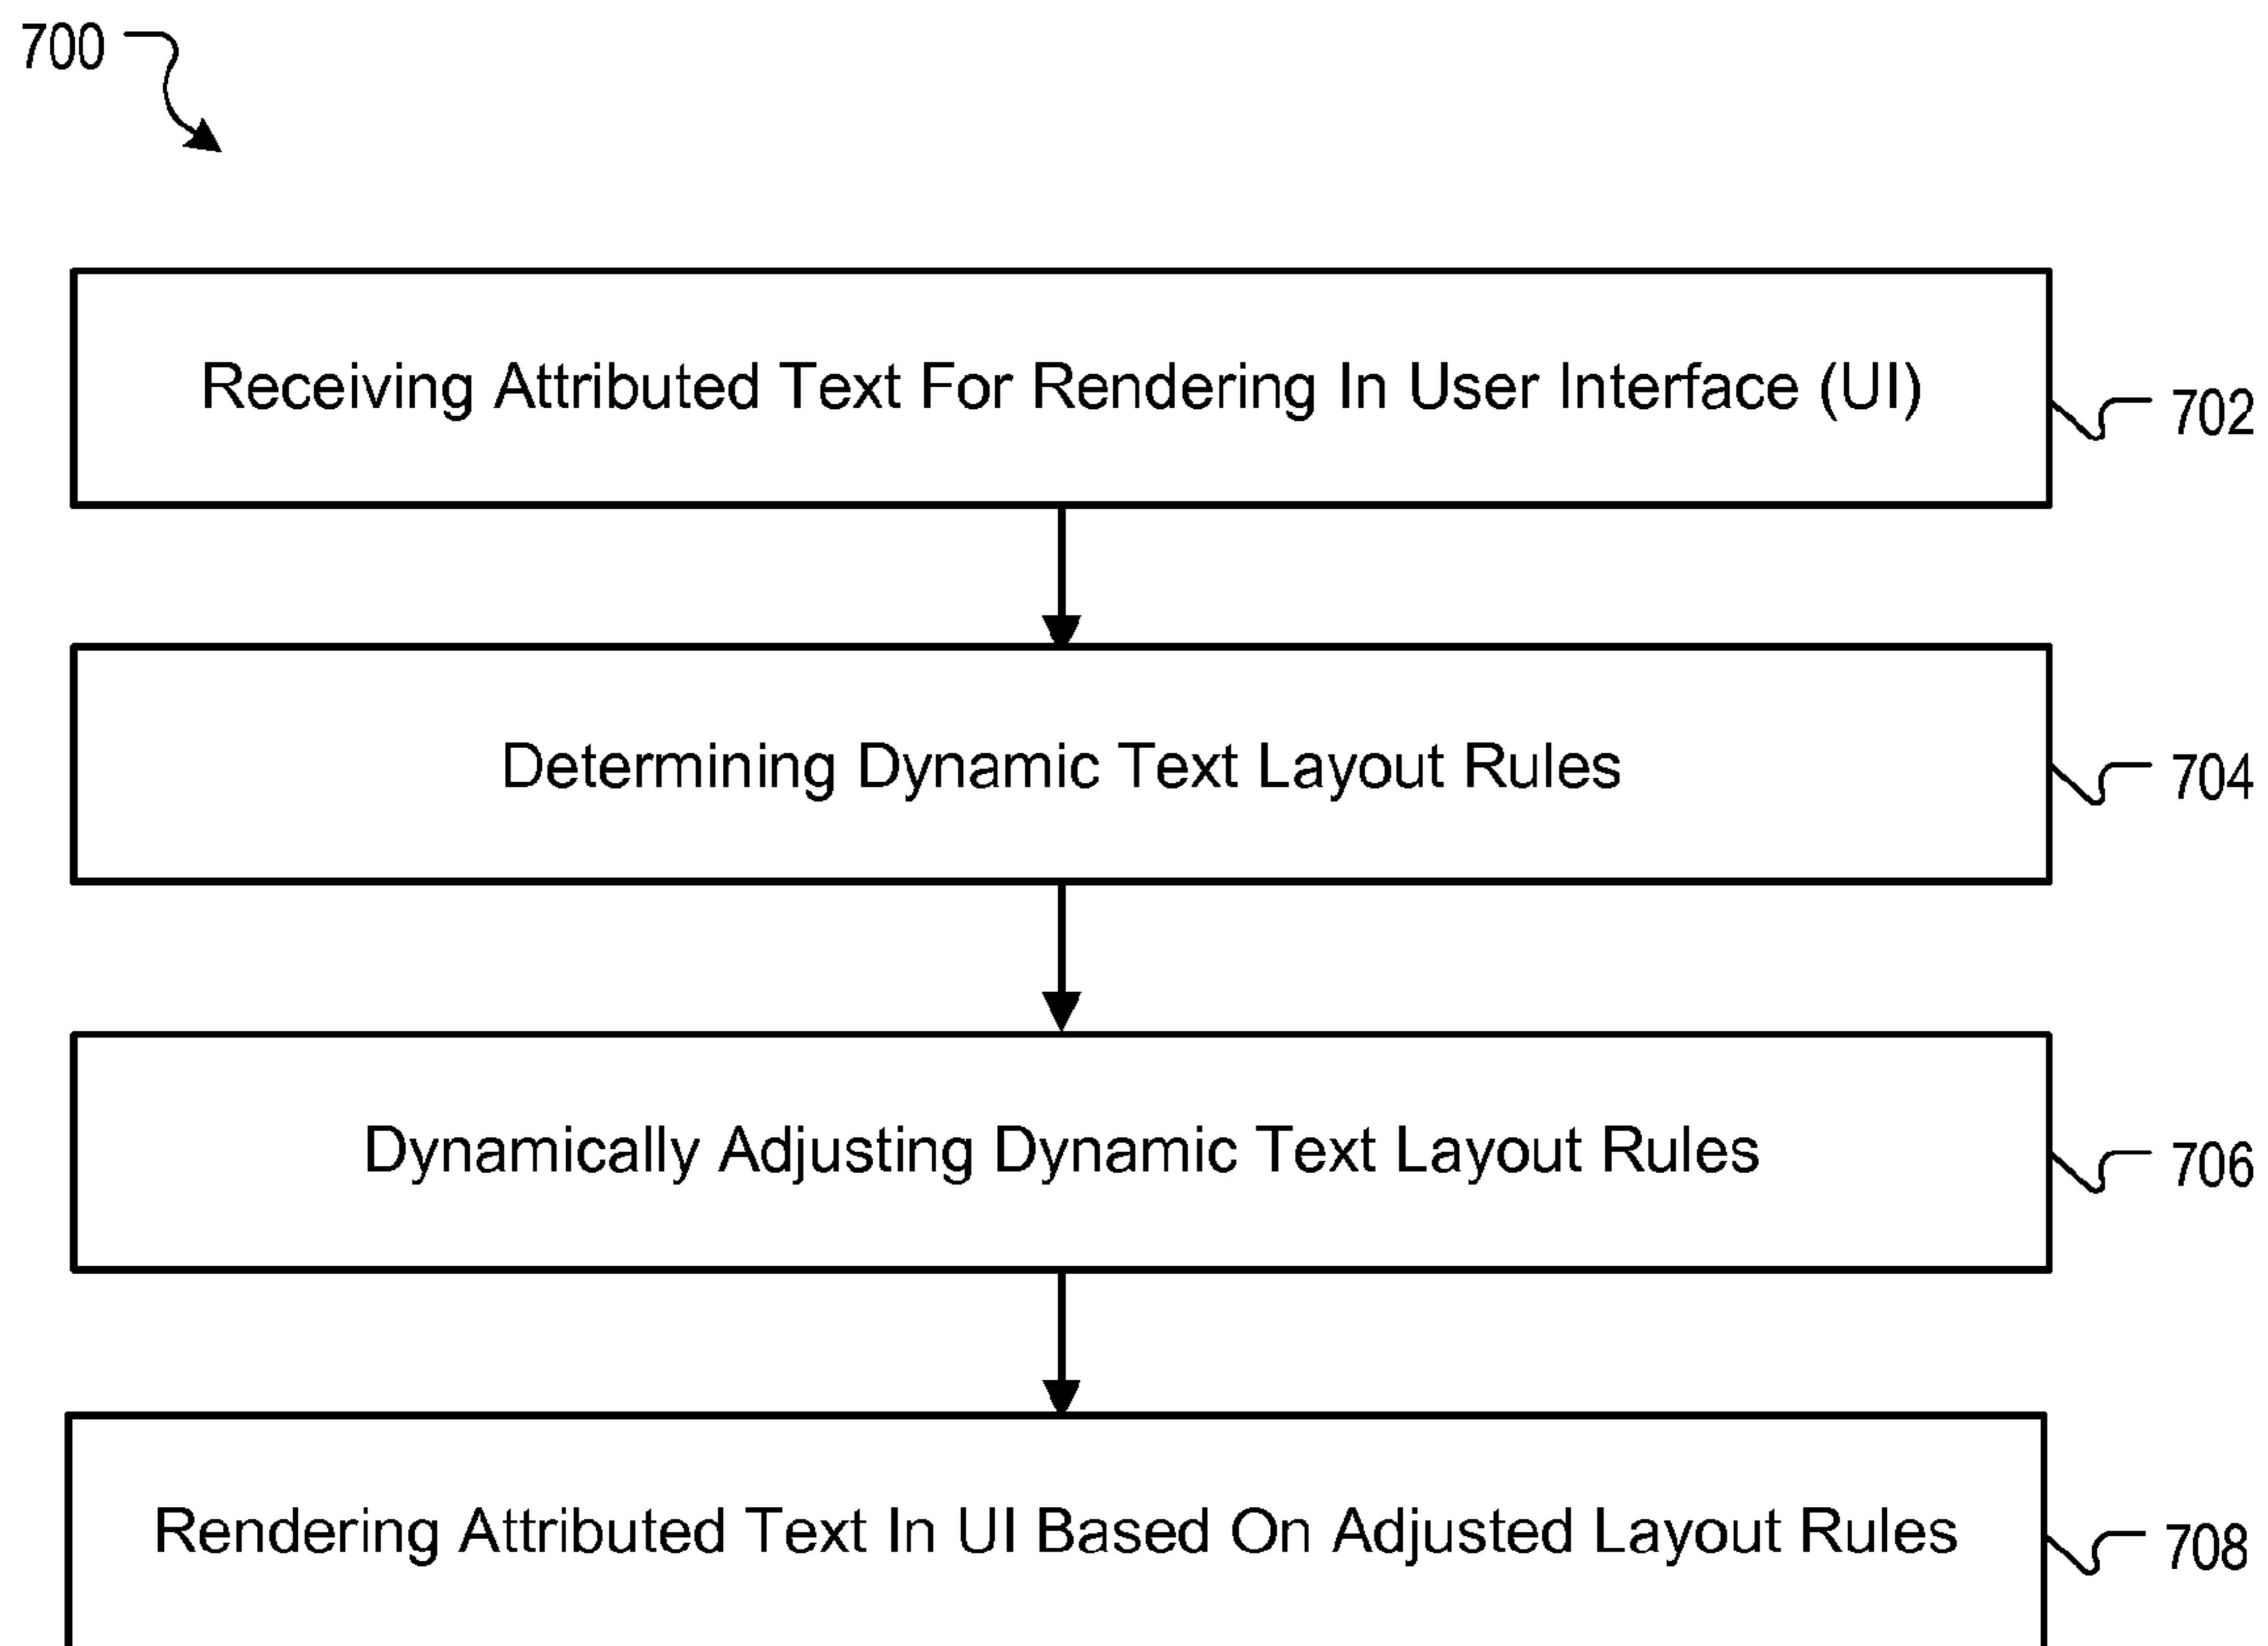 700
Receiving Attributed Text For Rendering In User Interface (UI)
702
Determining Dynamic Text Layout Rules
704
Dynamically Adjusting Dynamic Text Layout Rules
706
Rendering Attributed Text In UI Based On Adjusted Layout Rules
708